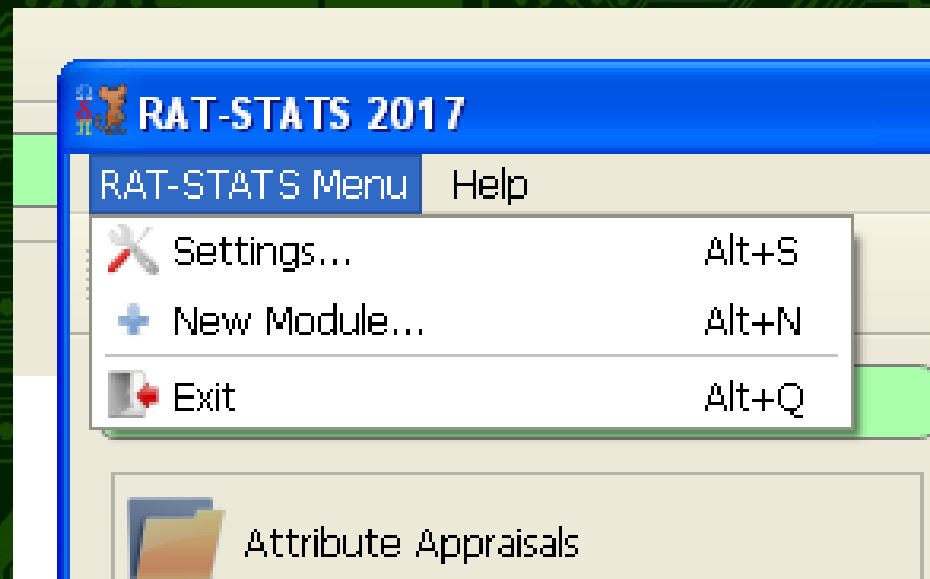 RAT-STATS 2017
RAT-STATS Menu Help
Settings... Alt+S
New Module... Alt+N
Exit Alt+Q
Attribute Appraisals